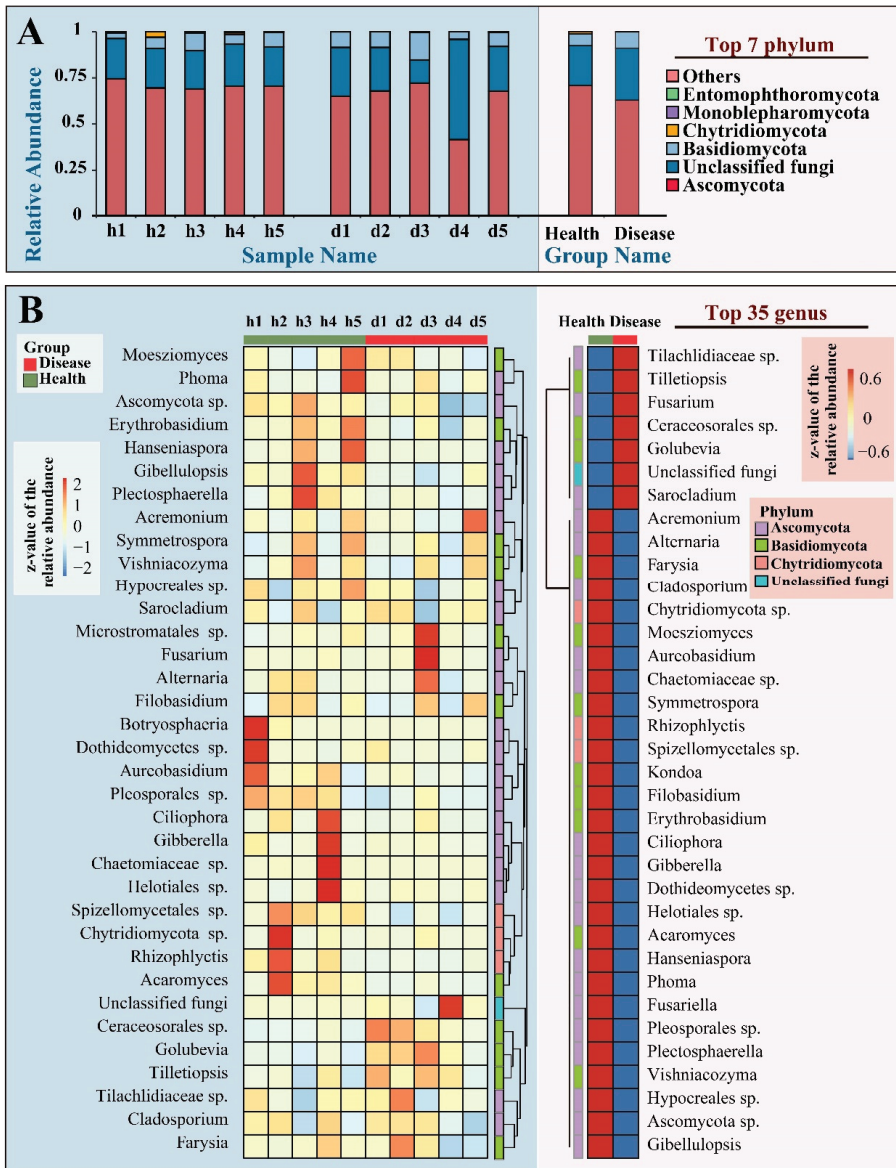 A
Relative Abundance
1
0.75
0.5
0.25
0
h1 h2 h3 h4 h5 d1 d2 d3 d4 d5
Sample Name
Health Disease
Group Name
Top 7 phylum
Others
Entomophthoromycota
Monoblepharomycota
Chytridiomycota
Basidiomycota
Unclassified fungi
Ascomycota
B
h1 h2 h3 h4 h5 d1 d2 d3 d4 d5
Group
Disease
Health
z-value of the
relative abundance
2
1
0
−1
−2
Moesziomyces
Phoma
Ascomycota sp.
Erythrobasidium
Hanseniaspora
Gibellulopsis
Plectosphaerella
Acremonium
Symmetrospora
Vishniacozyma
Hypocreales sp.
Sarocladium
Microstromatales sp.
Fusarium
Alternaria
Filobasidium
Botryosphaeria
Dothideomycetes sp.
Aurcobasidium
Pleosporales sp.
Ciliophora
Gibberella
Chaetomiaceae sp.
Helotiales sp.
Spizellomycetales sp.
Chytridiomycota sp.
Rhizophlyctis
Acaromyces
Unclassified fungi
Ceraceosorales sp.
Golubevia
Tilletiopsis
Tilachlidiaceae sp.
Cladosporium
Farysia
Top 35 genus
Health Disease
z-value of the
relative abundance
0.6
−0.6
Phylum
Ascomycota
Basidiomycota
Chytridiomycota
Unclassified fungi
Tilachlidiaceae sp.
Tilletiopsis
Fusarium
Ceraceosorales sp.
Golubevia
Unclassified fungi
Sarocladium
Acremonium
Alternaria
Farysia
Cladosporium
Chytridiomycota sp.
Moesziomyces
Aurcobasidium
Chaetomiaceae sp.
Symmetrospora
Rhizophlyctis
Spizellomycetales sp.
Kondoa
Filobasidium
Erythrobasidium
Ciliophora
Gibberella
Dothideomycetes sp.
Helotiales sp.
Acaromyces
Hanseniaspora
Phoma
Fusariella
Pleosporales sp.
Plectosphaerella
Vishniacozyma
Hypocreales sp.
Ascomycota sp.
Gibellulopsis